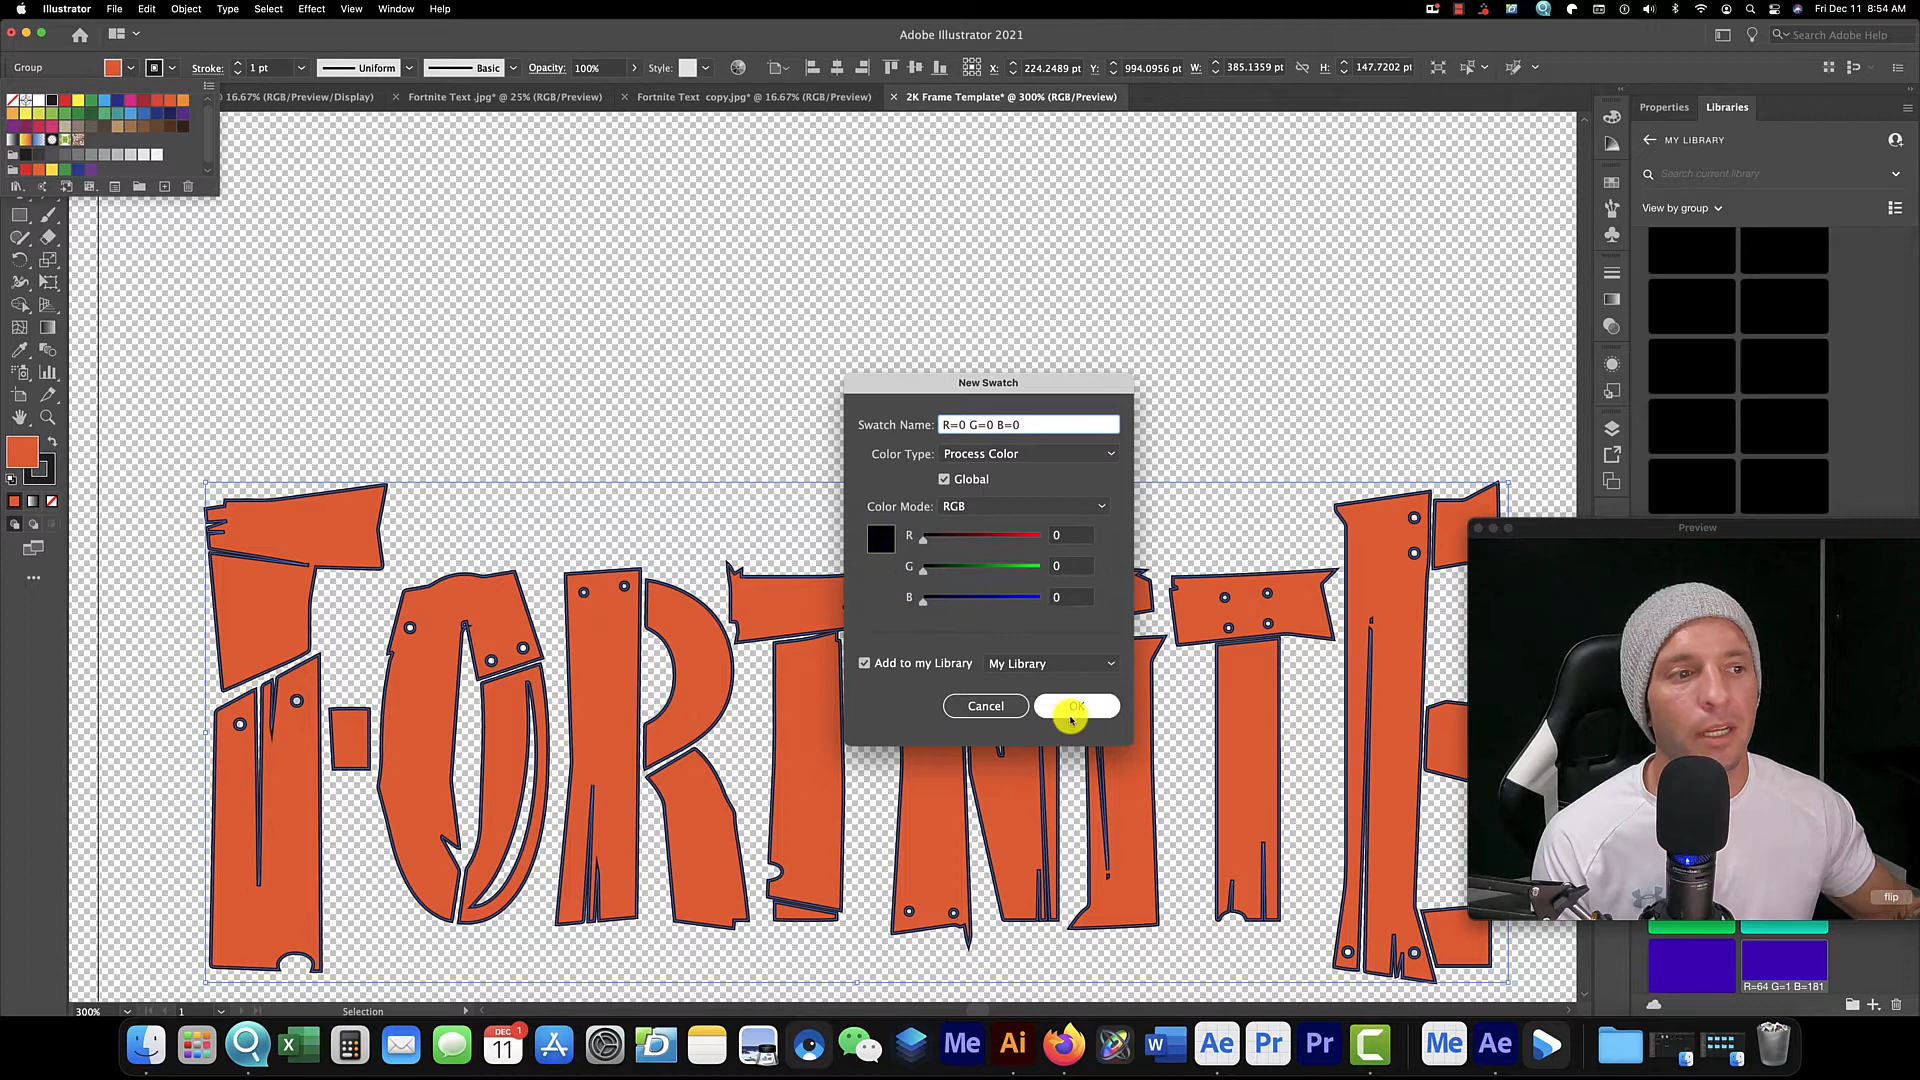 Illustrator File Edit Object Type Select Effect View Window Help
Fri Dec 11 8:54 AM
Adobe Illustrator 2021
Search Adobe Help
Group
Stroke: 1 pt Uniform Basic Opacity: 100% Style: X: 224.2489 pt Y: 994.0956 pt W: 385.1359 pt H: 147.7202 pt
16.67% (RGB/Preview/Display) × Fortnite Text .jpg* @ 25% (RGB/Preview) × Fortnite Text copy.jpg* @ 16.67% (RGB/Preview) × 2K Frame Template* @ 300% (RGB/Preview)
Properties Libraries
MY LIBRARY
Search current library
View by group
New Swatch
Swatch Name: R=0 G=0 B=0
Color Type: Process Color
Global
Color Mode: RGB
R 0
G 0
B 0
Add to my Library My Library
Cancel OK
FORTNITE
Preview
flip
R=64 G=1 B=181
300% 1 Selection
DEC 1
11
Me Ai W Ae Pr Pr C Me Ae